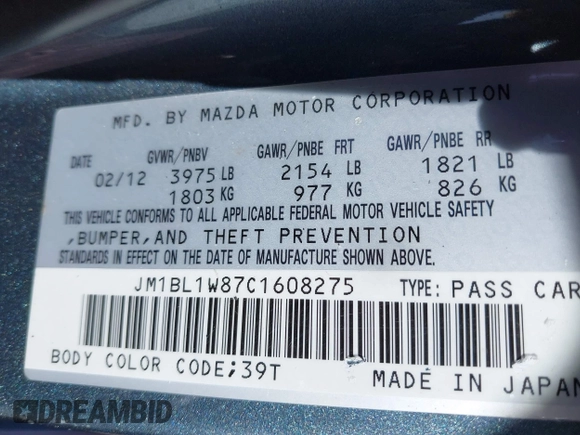 MFD. BY MAZDA MOTOR CORPORATION
DATE GVWR/PNBV GAWR/PNBE FRT GAWR/PNBE RR
02/12 3975 LB 2154 LB 1821 LB
1803 KG 977 KG 826 KG
THIS VEHICLE CONFORMS TO ALL APPLICABLE FEDERAL MOTOR VEHICLE SAFETY
,BUMPER,AND THEFT PREVENTION
STANDARDS IN EFFECT ON THE DATE OF MANUFACTURE SHOWN ABOVE.
JM1BL1W87C1608275 TYPE: PASS CAR
BODY COLOR CODE;39T MADE IN JAPAN
DREAMBID